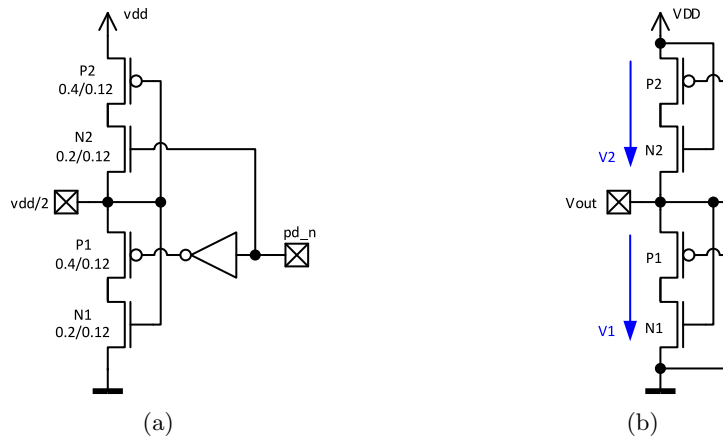 vdd
P2
0.4/0.12
N2
0.2/0.12
vdd/2
pd_n
P1
0.4/0.12
N1
0.2/0.12
(a)
VDD
P2
V2
N2
Vout
P1
V1
N1
(b)